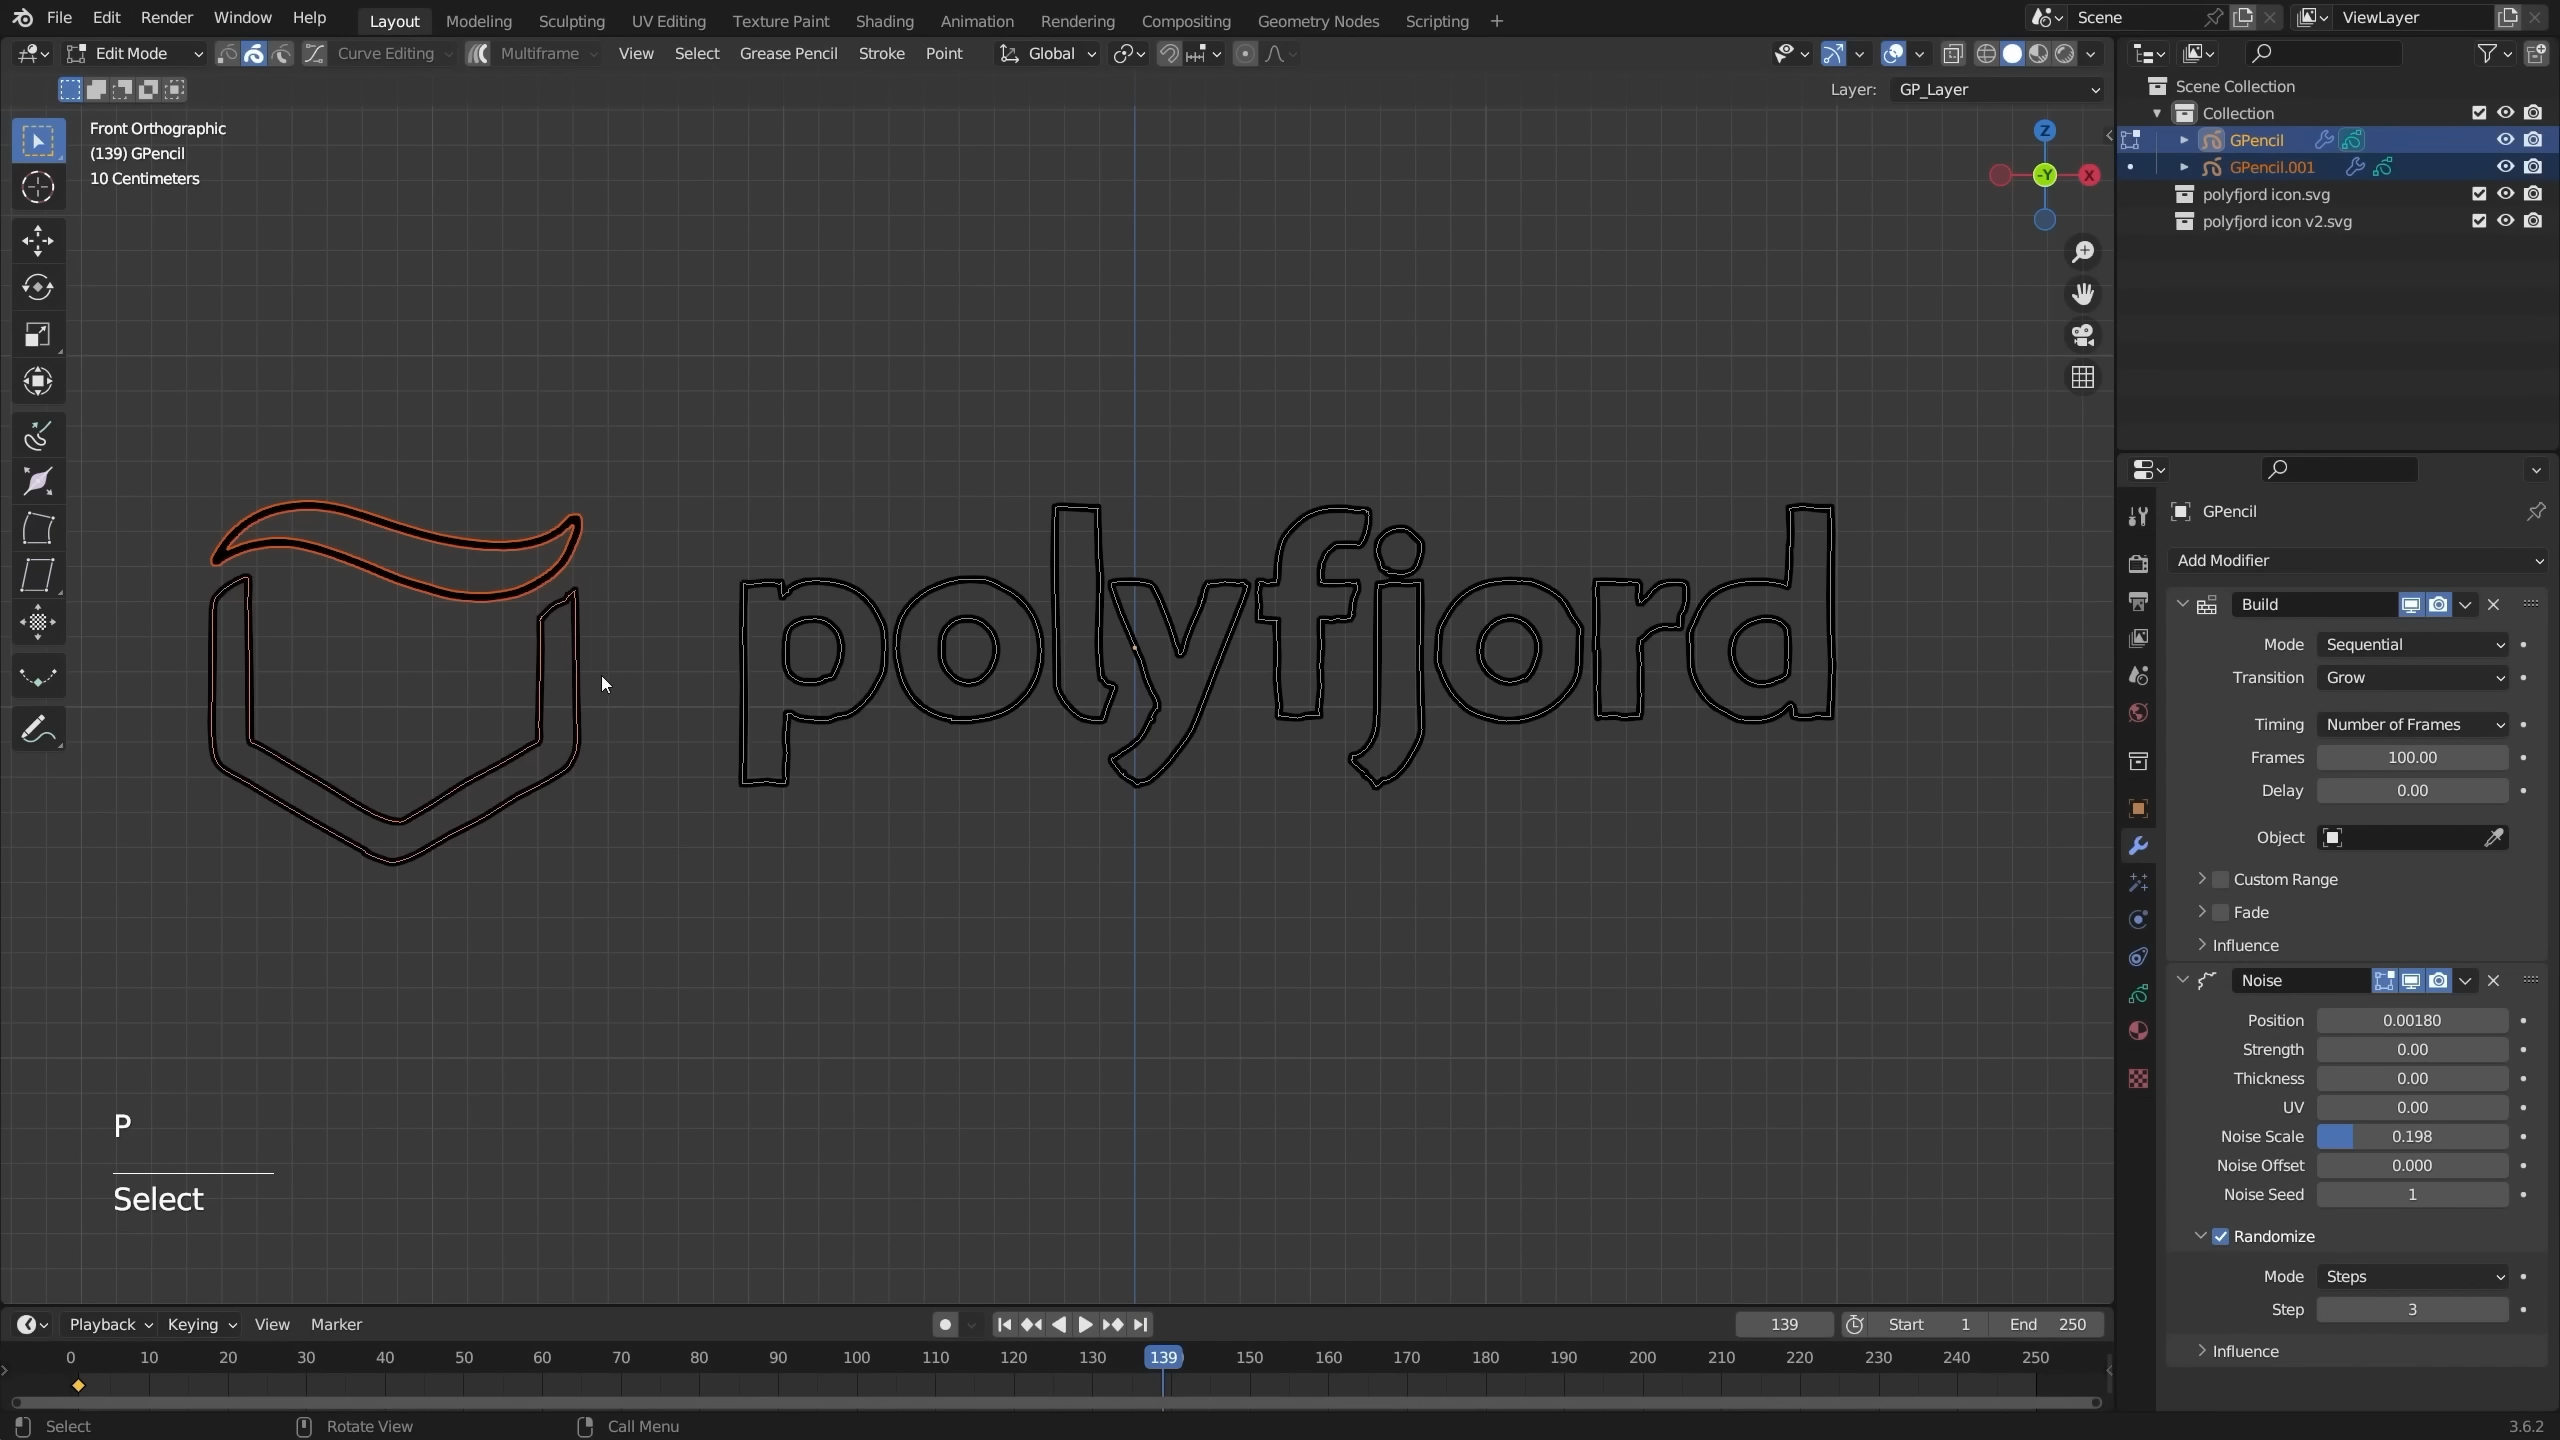 File Edit Render Window Help Layout Modeling Sculpting UV Editing Texture Paint Shading Animation Rendering Compositing Geometry Nodes Scripting + Scene ViewLayer
Edit Mode Curve Editing Multiframe View Select Grease Pencil Stroke Point Global
Layer: GP_Layer
Front Orthographic
(139) GPencil
10 Centimeters
Z
-Y
X
polyfjord
P
Select
Scene Collection
Collection
GPencil
GPencil.001
polyfjord icon.svg
polyfjord icon v2.svg
GPencil
Add Modifier
Build
Mode Sequential
Transition Grow
Timing Number of Frames
Frames 100.00
Delay 0.00
Object
Custom Range
Fade
Influence
Noise
Position 0.00180
Strength 0.00
Thickness 0.00
UV 0.00
Noise Scale 0.198
Noise Offset 0.000
Noise Seed 1
Randomize
Mode Steps
Step 3
Influence
Playback Keying View Marker 139 Start 1 End 250
0 10 20 30 40 50 60 70 80 90 100 110 120 130 139 150 160 170 180 190 200 210 220 230 240 250
Select Rotate View Call Menu 3.6.2